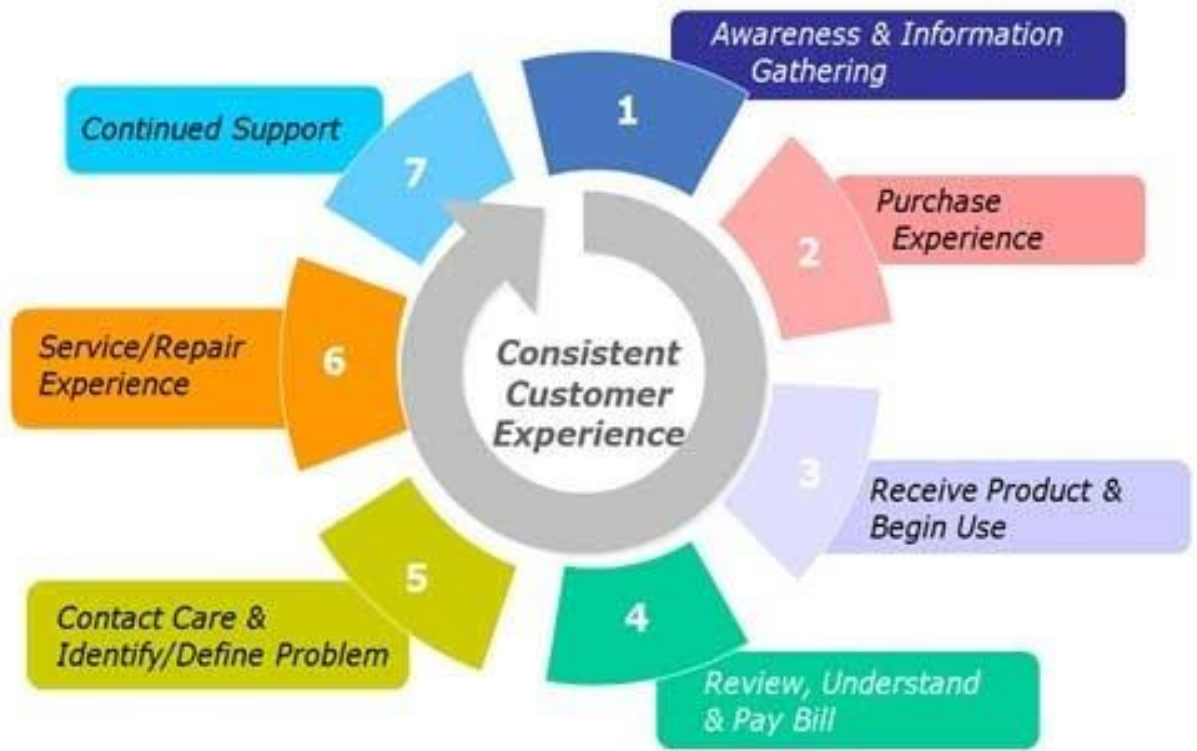 1
Awareness & Information
Gathering
2
Purchase
Experience
3
Receive Product &
Begin Use
4
Review, Understand
& Pay Bill
5
Contact Care &
Identify/Define Problem
6
Service/Repair
Experience
7
Continued Support
Consistent
Customer
Experience